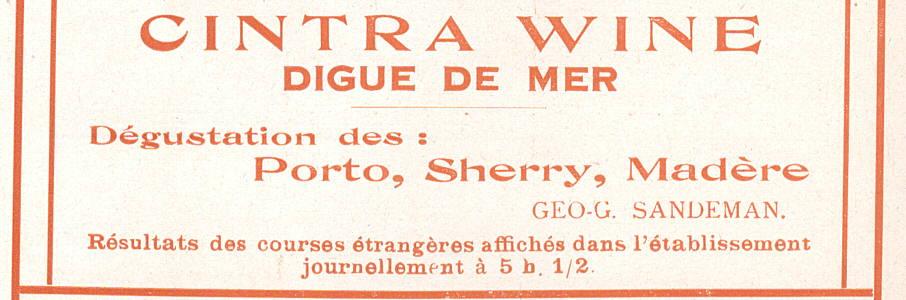 CINTRA WINE
DIGUE DE MER
Dégustation des :
Porto, Sherry, Madère
GEO-G. SANDEMAN.
Résultats des courses étrangères affichés dans l'établissement
journellement à 5 h. 1/2.